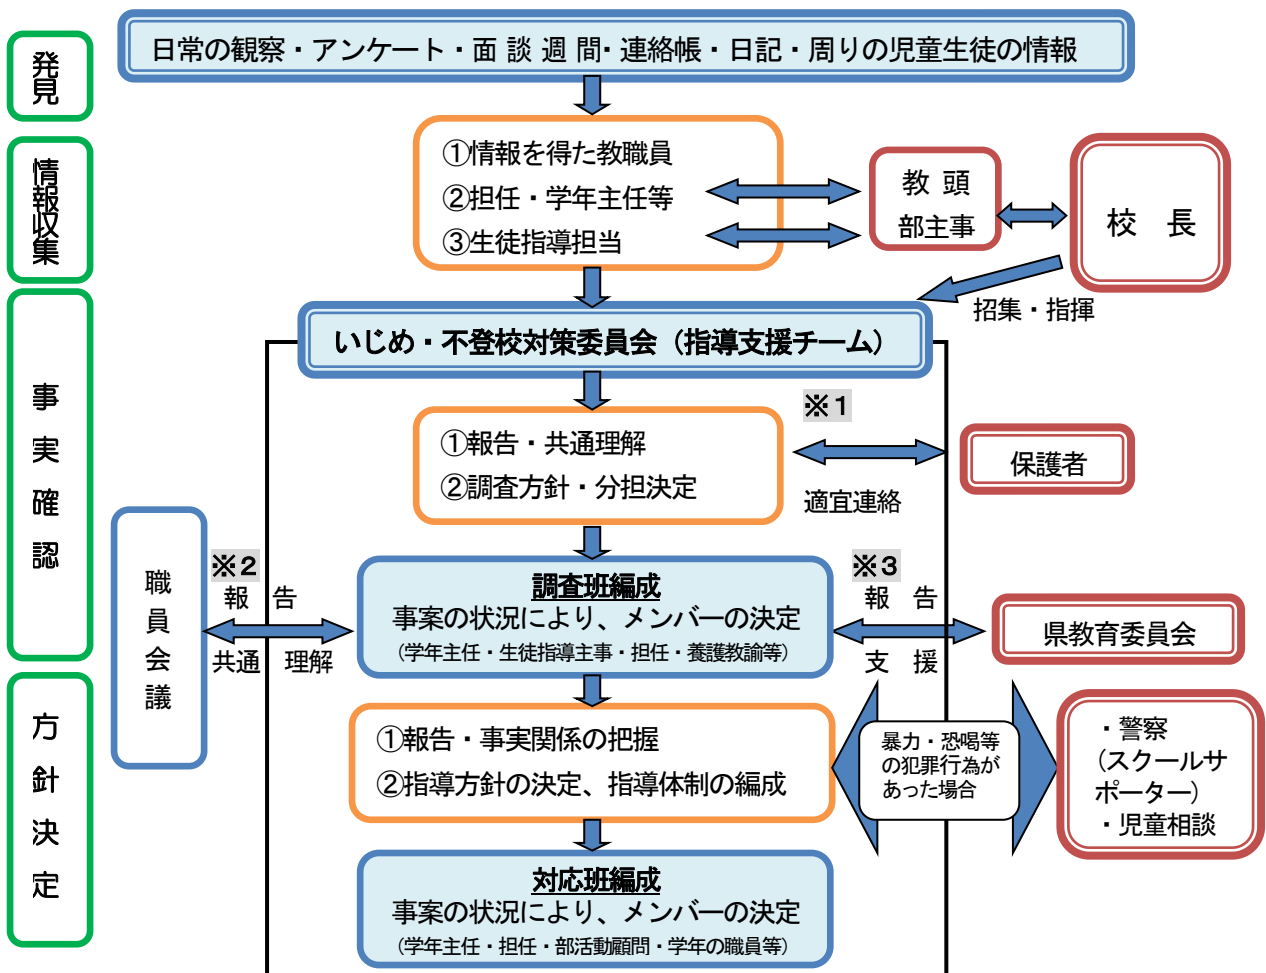 発見
日常の観察・アンケート・面 談 週 間・連絡帳・日記・周りの児童生徒の情報
情報収集
①情報を得た教職員
②担任・学年主任等
③生徒指導担当
教 頭
部主事
校 長
招集・指揮
事実確認
いじめ・不登校対策委員会（指導支援チーム）
①報告・共通理解
②調査方針・分担決定
※1
適宜連絡
保護者
職員会議
※2
報 告
共通 理解
調査班編成
事案の状況により、メンバーの決定
（学年主任・生徒指導主事・担任・養護教諭等）
※3
報 告
支 援
県教育委員会
方針決定
①報告・事実関係の把握
②指導方針の決定、指導体制の編成
暴力・恐喝等
の犯罪行為が
あった場合
・警察
（スクールサ
ポーター）
・児童相談
対応班編成
事案の状況により、メンバーの決定
（学年主任・担任・部活動顧問・学年の職員等）